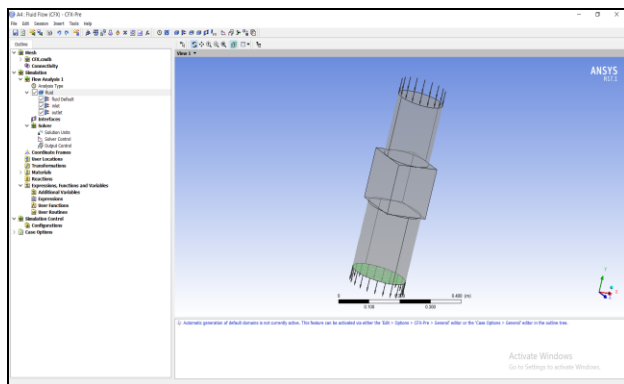 A4 : Fluid Flow (CFX) - CFX-Pre
File Edit Session Insert Tools Help
Outline
Mesh
CFX.cmdb
Connectivity
Simulation
Flow Analysis 1
Analysis Type
fluid
fluid Default
inlet
outlet
Interfaces
Solver
Solution Units
Solver Control
Output Control
Coordinate Frames
User Locations
Transformations
Materials
Reactions
Expressions, Functions and Variables
Additional Variables
Expressions
User Functions
User Routines
Simulation Control
Configurations
Case Options
View 1
ANSYS
R17.1
0
0.400 (m)
0.100
0.300
Automatic generation of default domains is not currently active. This feature can be activated via either the 'Edit > Options > CFX-Pre > General' editor or the 'Case Options > General' editor in the outline tree.
Activate Windows
Go to Settings to activate Windows.